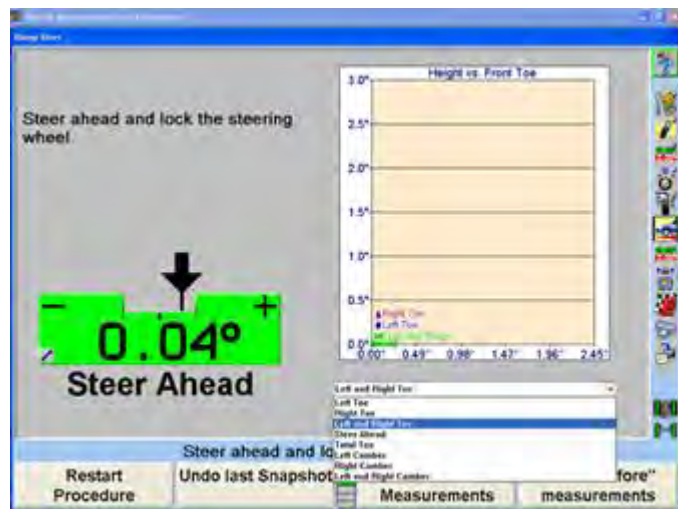 Bump Steer
Steer ahead and lock the steering
wheel
Height vs. Front Toe
3.0"
2.5"
2.0"
1.5"
1.0"
0.5"
0.0"
Right Toe
Left Toe
0.00° 0.49° 0.98° 1.47° 1.96° 2.45°
− +
0.04°
Steer Ahead
Left and Right Toe
Left Toe
Right Toe
Left and Right Toe
Steer Ahead
Total Toe
Left Camber
Right Camber
Left and Right Camber
Steer ahead and lo
Restart
Procedure
Undo last Snapshot
Measurements
fore"
measurements